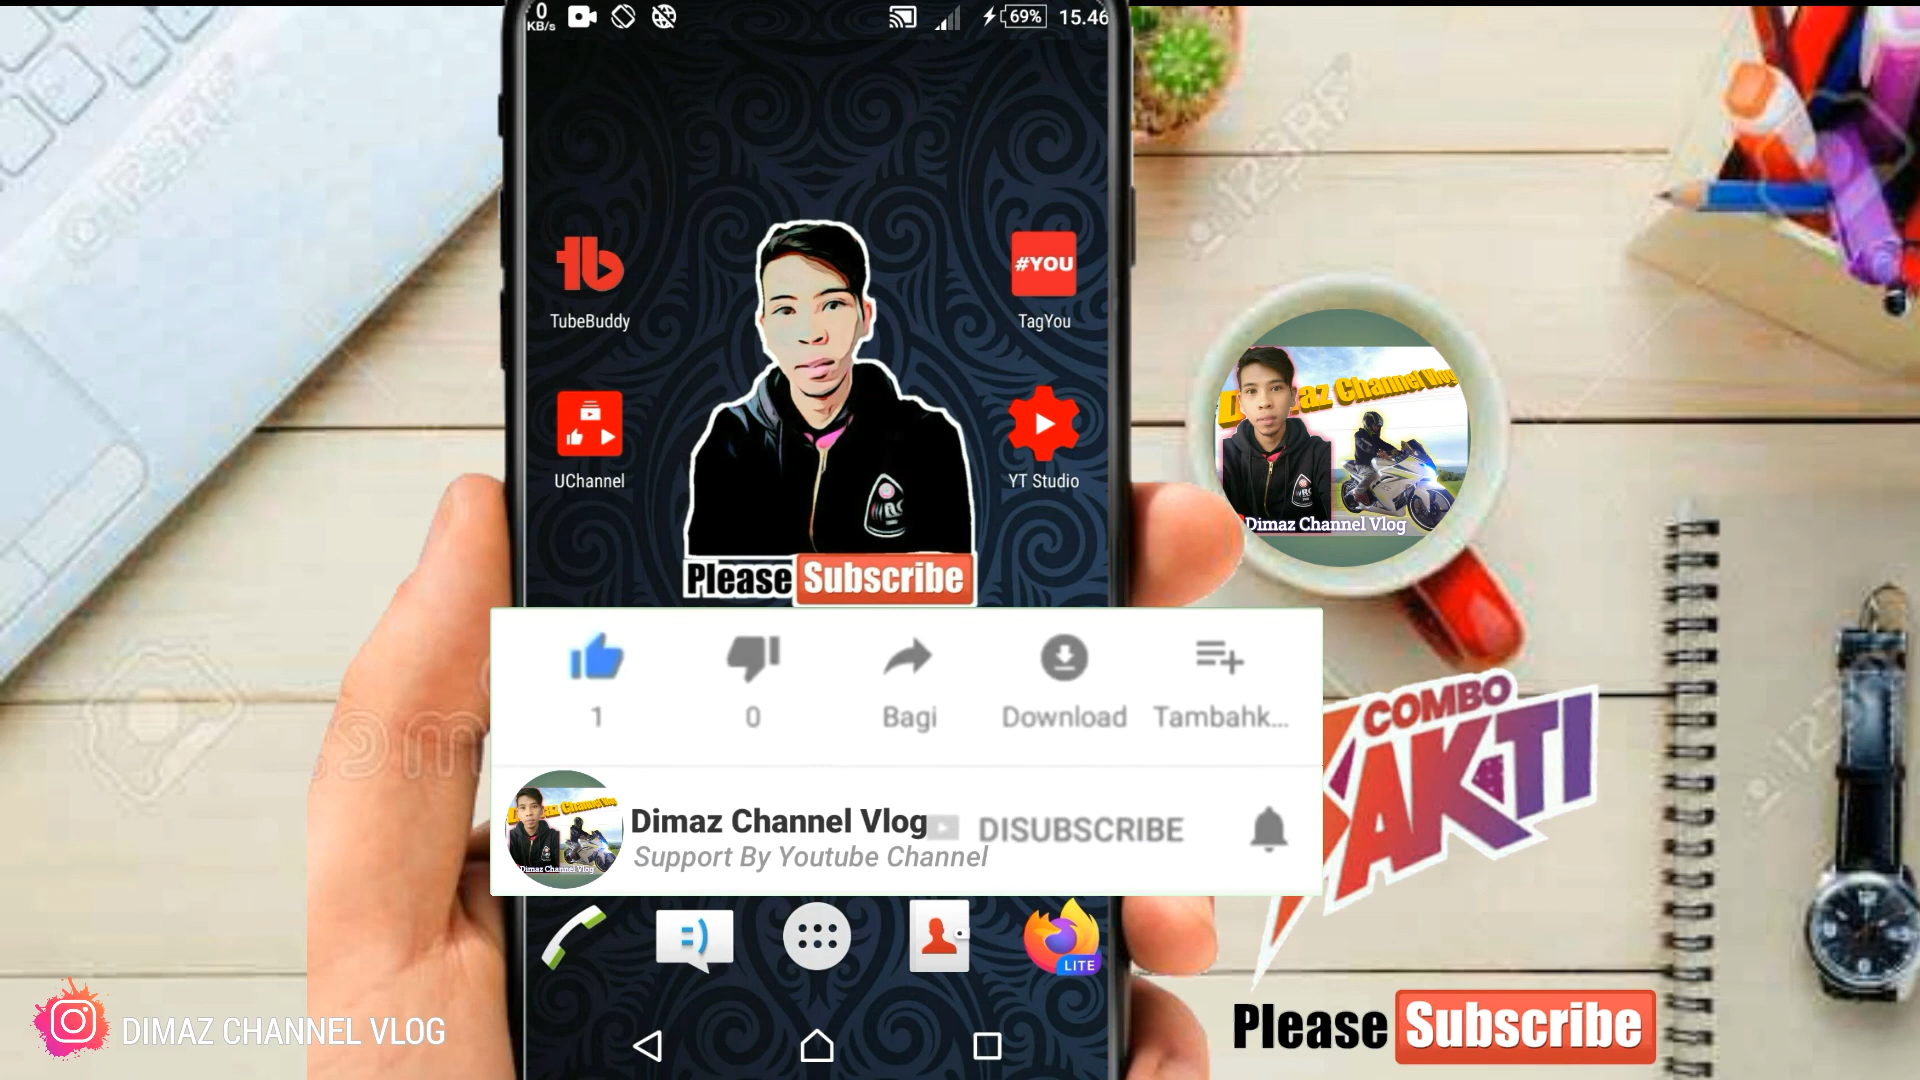 0
KB/s
69%
15.46
TubeBuddy
#YOU
TagYou
UChannel
YT Studio
Please Subscribe
Dimaz Channel Vlog
1
0
Bagi
Download
Tambahk...
Dimaz Channel Vlog
DISUBSCRIBE
Support By Youtube Channel
Dimaz Channel Vlog
LITE
COMBO
SAKTI
DIMAZ CHANNEL VLOG
Please Subscribe